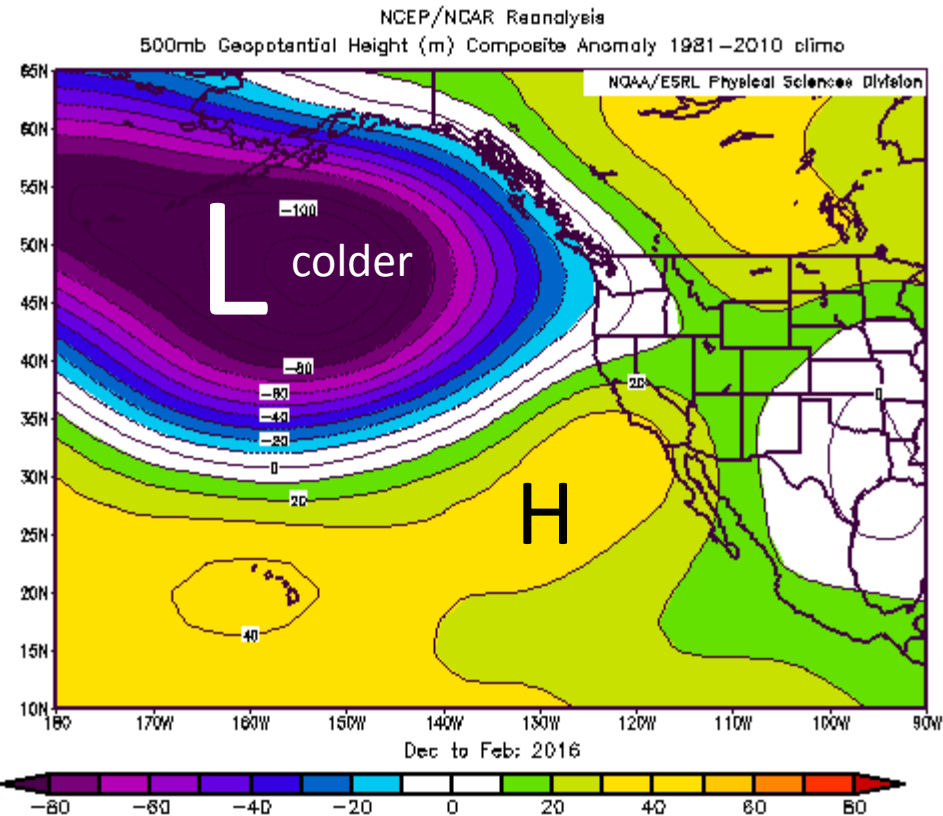 NCEP/NCAR Reanalysis
500mb Geopotential Height (m) Composite Anomaly 1981-2010 climo
NOAA/ESRL Physical Sciences Division
65N
60N
55N
50N
45N
40N
35N
30N
25N
20N
15N
10N
-100
L colder
-80
-60
-40
-20
0
20
20
0
H
40
180 170W 160W 150W 140W 130W 120W 110W 100W 90W
Dec to Feb: 2016
-80 -60 -40 -20 0 20 40 60 80